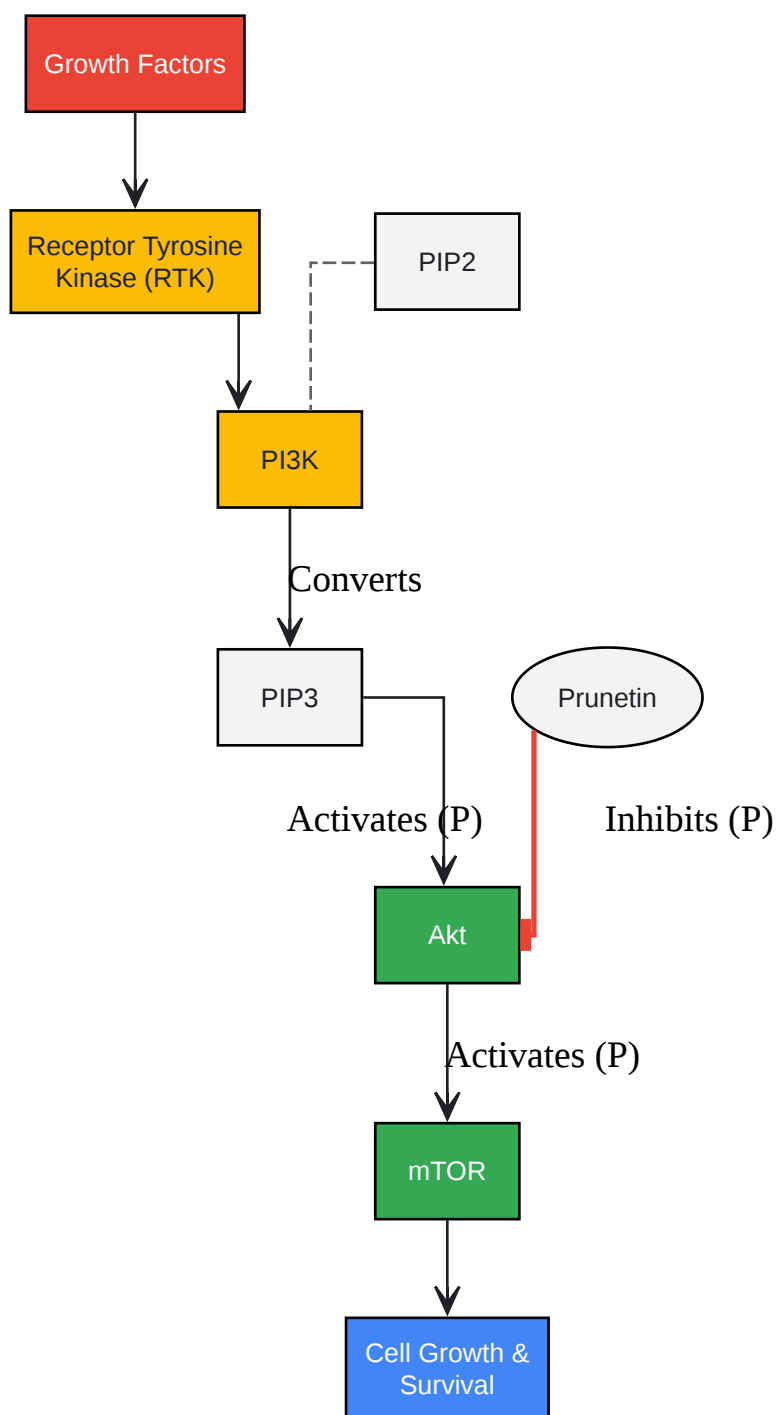 Growth Factors
Receptor Tyrosine
Kinase (RTK)
PIP2
PI3K
Converts
PIP3
Prunetin
Activates (P)
Inhibits (P)
Akt
Activates (P)
mTOR
Cell Growth &
Survival